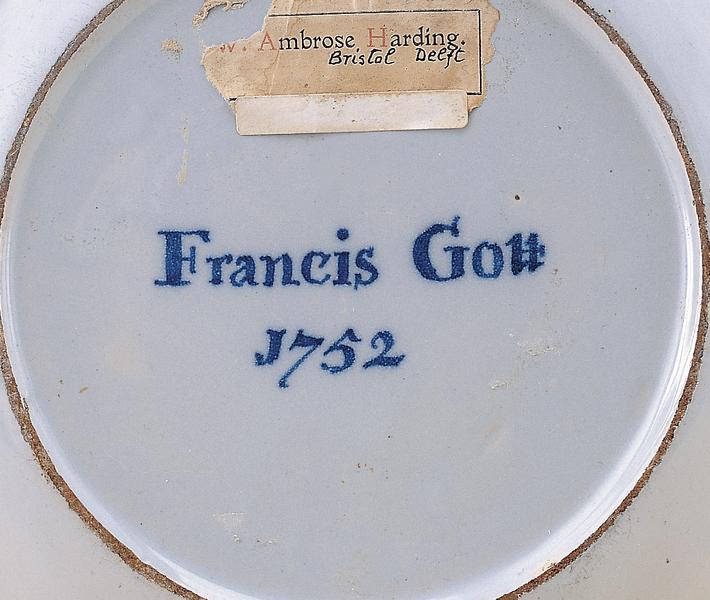 W. Ambrose Harding.
Bristol Delft
Francis Gott
1752